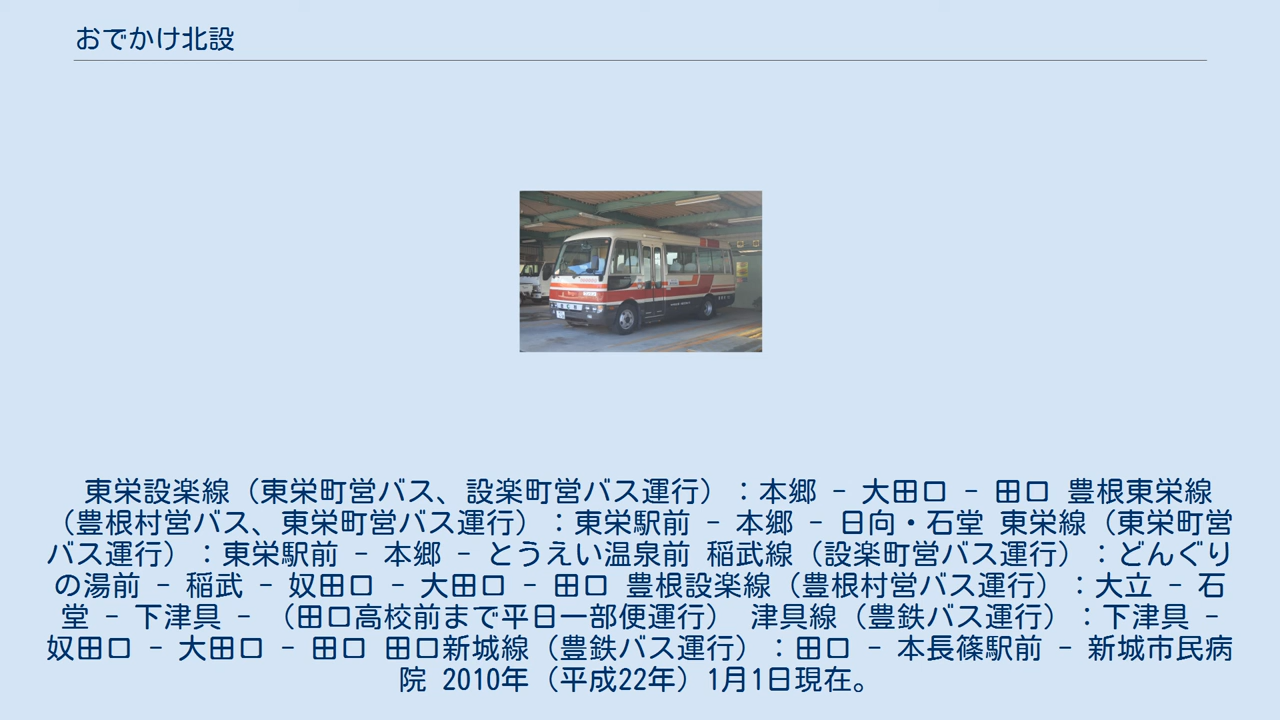 おでかけ北設
東栄設楽線（東栄町営バス、設楽町営バス運行）：本郷 - 大田口 - 田口 豊根東栄線
（豊根村営バス、東栄町営バス運行）：東栄駅前 - 本郷 - 日向・石堂 東栄線（東栄町営
バス運行）：東栄駅前 - 本郷 - とうえい温泉前 稲武線（設楽町営バス運行）：どんぐり
の湯前 - 稲武 - 奴田口 - 大田口 - 田口 豊根設楽線（豊根村営バス運行）：大立 - 石
堂 - 下津具 - （田口高校前まで平日一部便運行） 津具線（豊鉄バス運行）：下津具 -
奴田口 - 大田口 - 田口 田口新城線（豊鉄バス運行）：田口 - 本長篠駅前 - 新城市民病
院 2010年（平成22年）1月1日現在。